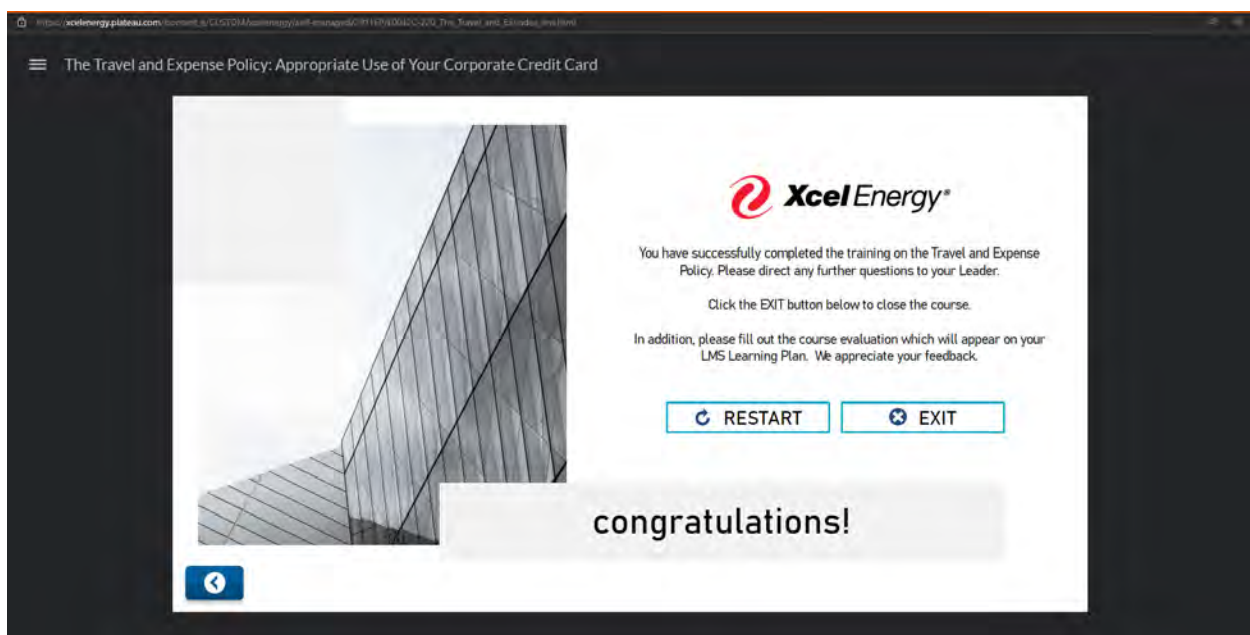 xcelenergy.plateau.com
The Travel and Expense Policy: Appropriate Use of Your Corporate Credit Card
Xcel Energy®
You have successfully completed the training on the Travel and Expense
Policy. Please direct any further questions to your Leader.
Click the EXIT button below to close the course.
In addition, please fill out the course evaluation which will appear on your
LMS Learning Plan. We appreciate your feedback.
RESTART
EXIT
congratulations!